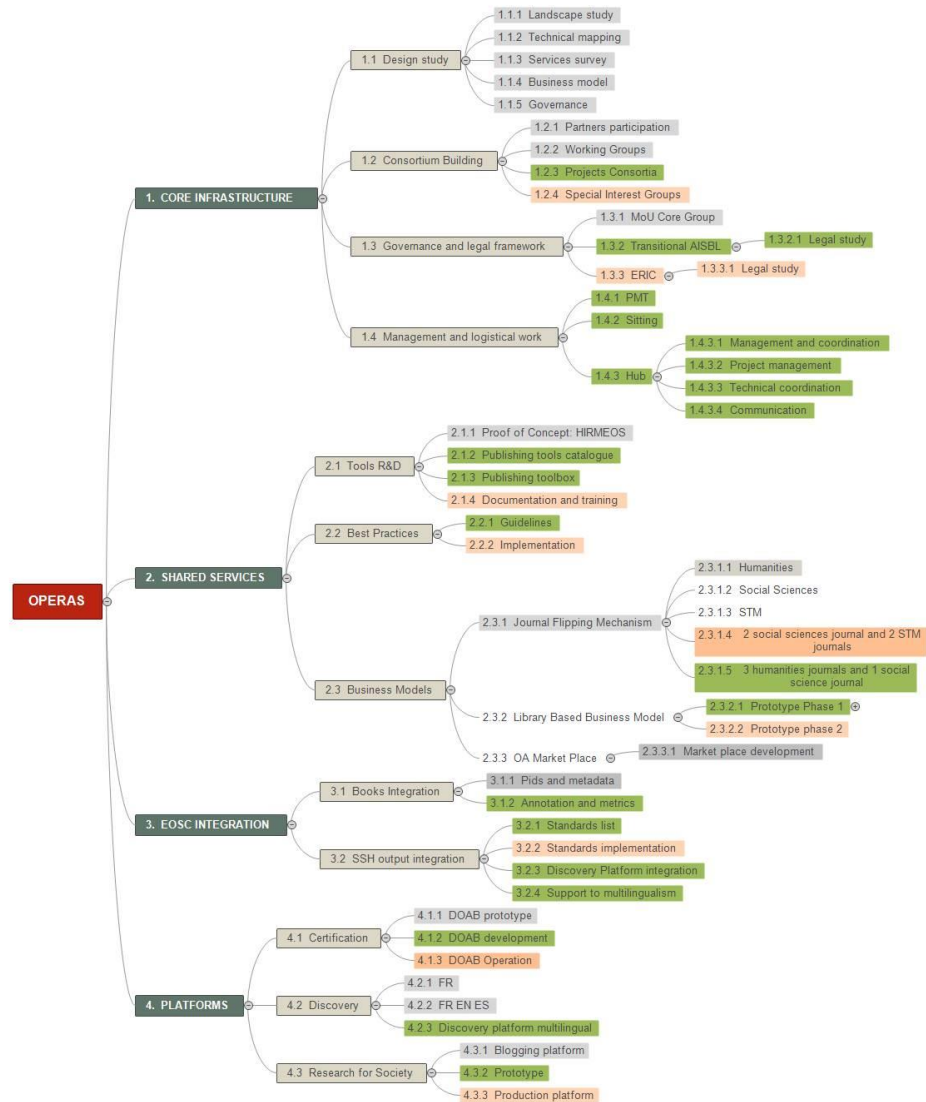 OPERAS
1. CORE INFRASTRUCTURE
1.1 Design study
1.1.1 Landscape study
1.1.2 Technical mapping
1.1.3 Services survey
1.1.4 Business model
1.1.5 Governance
1.2 Consortium Building
1.2.1 Partners participation
1.2.2 Working Groups
1.2.3 Projects Consortia
1.2.4 Special Interest Groups
1.3 Governance and legal framework
1.3.1 MoU Core Group
1.3.2 Transitional AISBL
1.3.2.1 Legal study
1.3.3 ERIC
1.3.3.1 Legal study
1.4 Management and logistical work
1.4.1 PMT
1.4.2 Sitting
1.4.3 Hub
1.4.3.1 Management and coordination
1.4.3.2 Project management
1.4.3.3 Technical coordination
1.4.3.4 Communication
2. SHARED SERVICES
2.1 Tools R&D
2.1.1 Proof of Concept: HIRMEOS
2.1.2 Publishing tools catalogue
2.1.3 Publishing toolbox
2.1.4 Documentation and training
2.2 Best Practices
2.2.1 Guidelines
2.2.2 Implementation
2.3 Business Models
2.3.1 Journal Flipping Mechanism
2.3.1.1 Humanities
2.3.1.2 Social Sciences
2.3.1.3 STM
2.3.1.4 2 social sciences journal and 2 STM
journals
2.3.1.5 3 humanities journals and 1 social
science journal
2.3.2 Library Based Business Model
2.3.2.1 Prototype Phase 1
2.3.2.2 Prototype phase 2
2.3.3 OA Market Place
2.3.3.1 Market place development
3. EOSC INTEGRATION
3.1 Books Integration
3.1.1 Pids and metadata
3.1.2 Annotation and metrics
3.2 SSH output integration
3.2.1 Standards list
3.2.2 Standards implementation
3.2.3 Discovery Platform integration
3.2.4 Support to multilingualism
4. PLATFORMS
4.1 Certification
4.1.1 DOAB prototype
4.1.2 DOAB development
4.1.3 DOAB Operation
4.2 Discovery
4.2.1 FR
4.2.2 FR EN ES
4.2.3 Discovery platform multilingual
4.3 Research for Society
4.3.1 Blogging platform
4.3.2 Prototype
4.3.3 Production platform